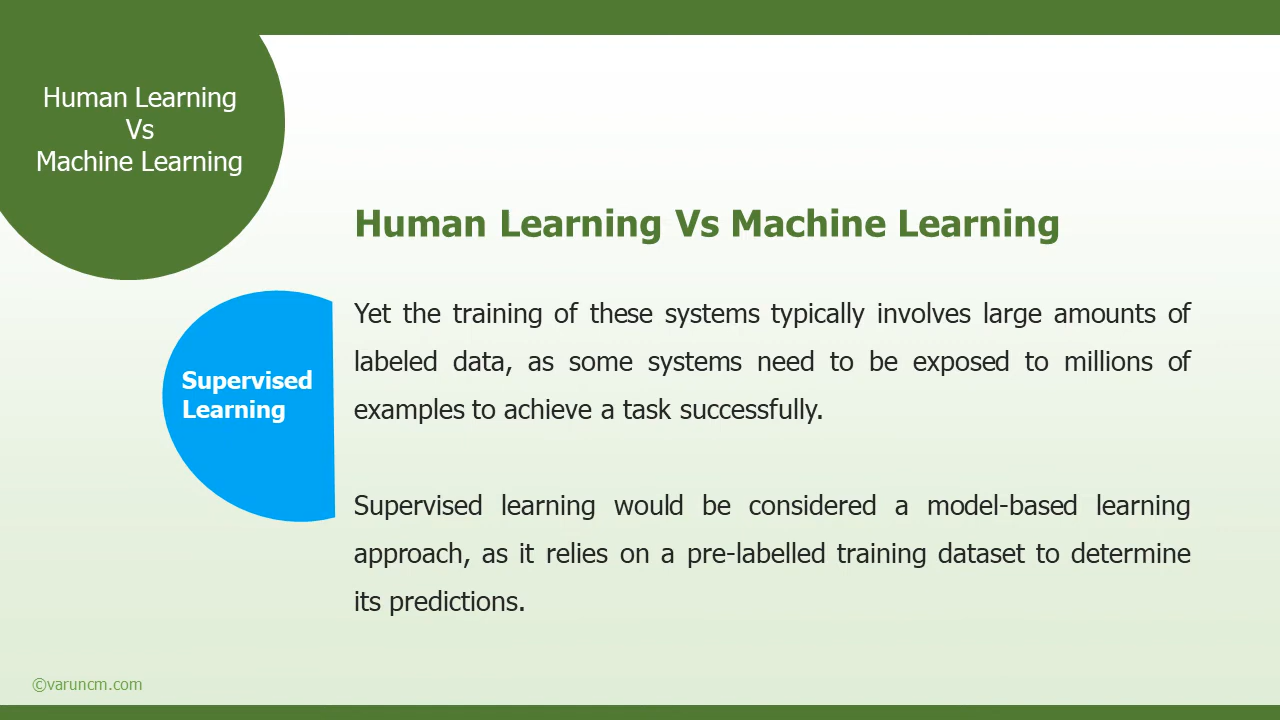 Human Learning
Vs
Machine Learning
Human Learning Vs Machine Learning
Supervised
Learning
Yet the training of these systems typically involves large amounts of
labeled data, as some systems need to be exposed to millions of
examples to achieve a task successfully.
Supervised learning would be considered a model-based learning
approach, as it relies on a pre-labelled training dataset to determine
its predictions.
©varuncm.com